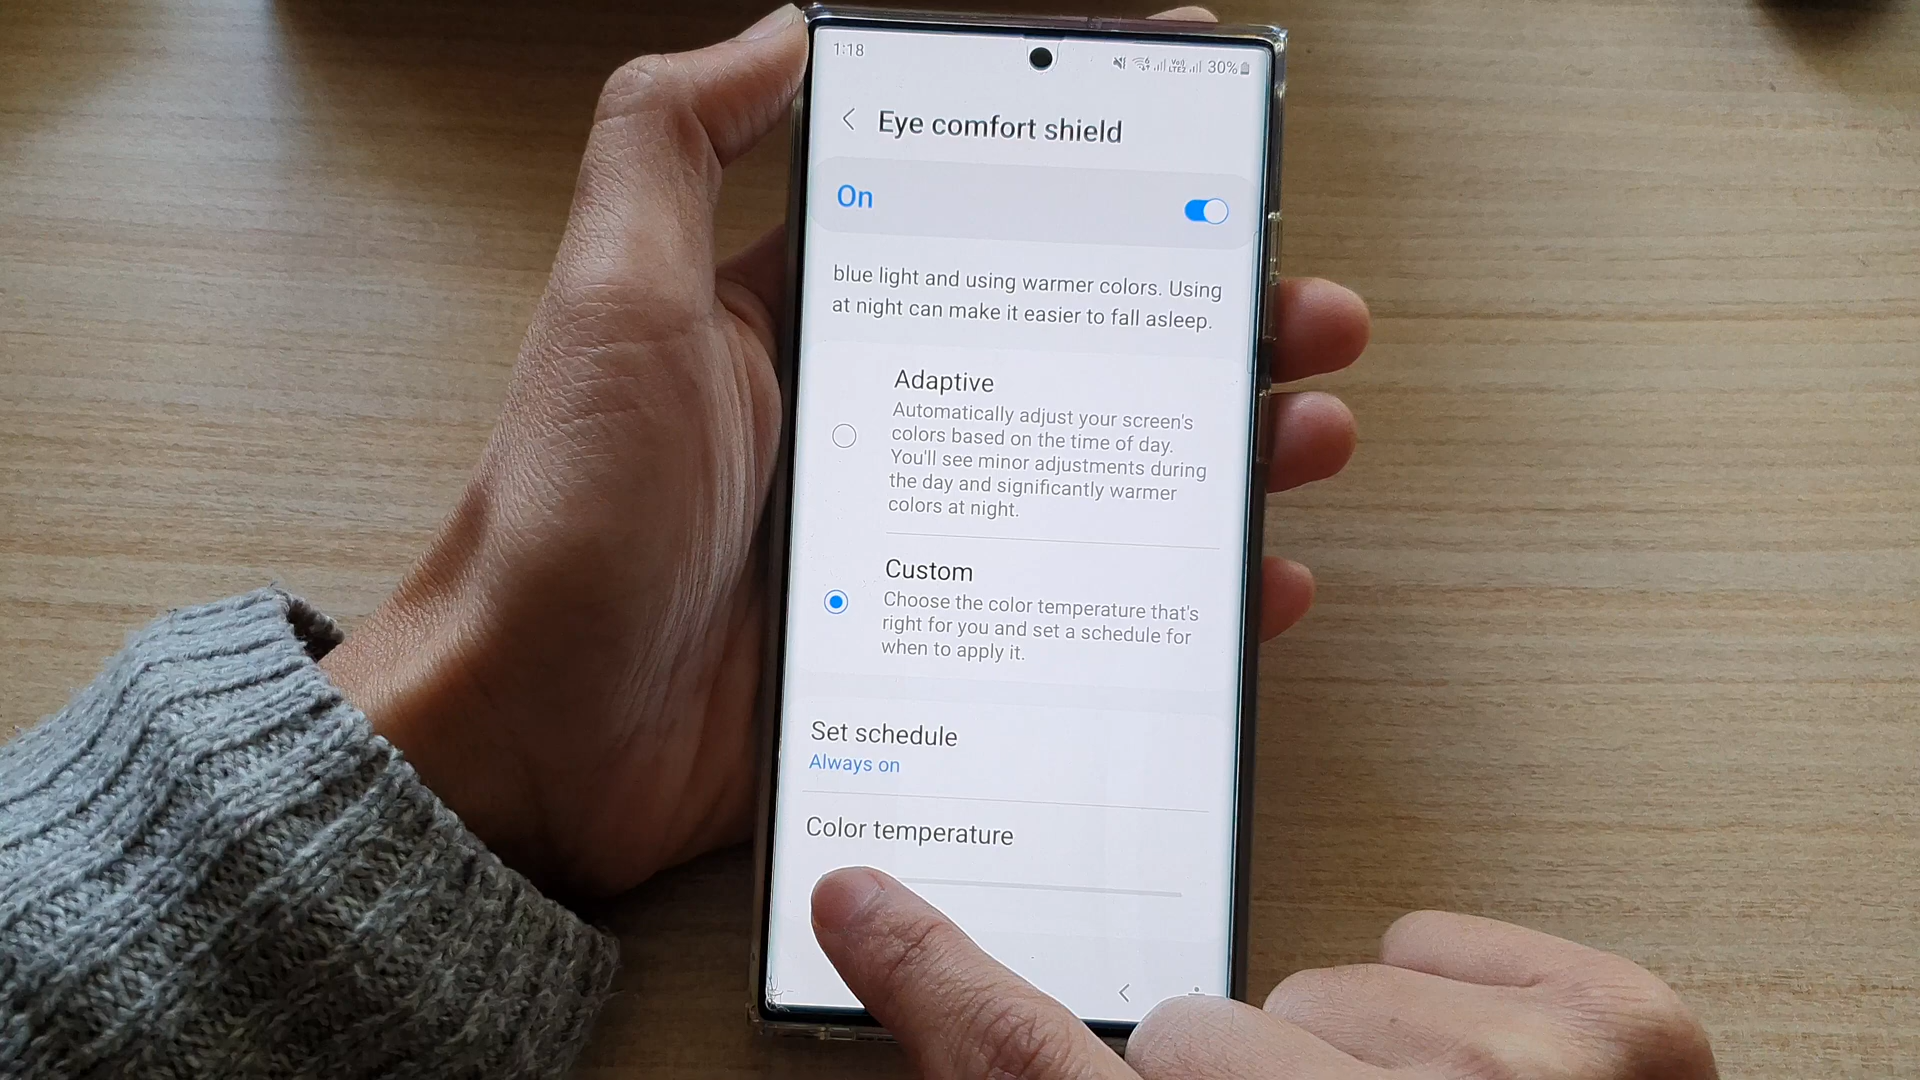 1:18
VoI) LTE2 30%
Eye comfort shield
On
blue light and using warmer colors. Using
at night can make it easier to fall asleep.
Adaptive
Automatically adjust your screen's
colors based on the time of day.
You'll see minor adjustments during
the day and significantly warmer
colors at night.
Custom
Choose the color temperature that's
right for you and set a schedule for
when to apply it.
Set schedule
Always on
Color temperature